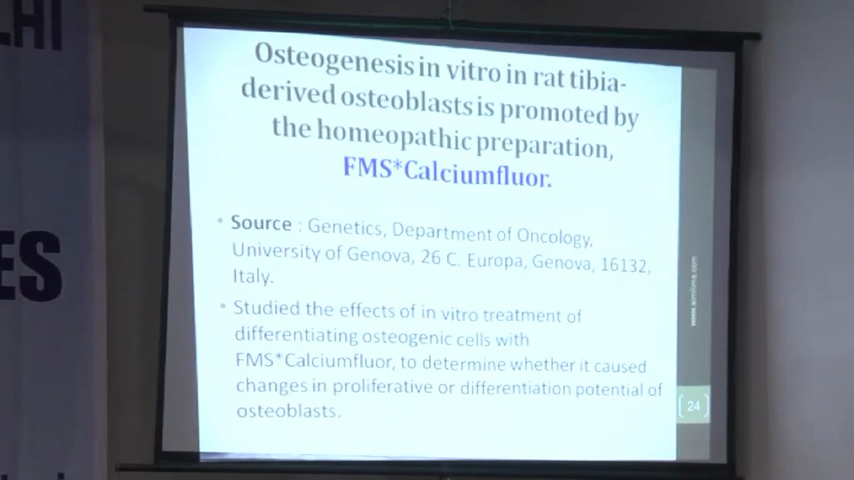 LHI
ES
Osteogenesis in vitro in rat tibia-
derived osteoblasts is promoted by
the homeopathic preparation,
FMS*Calciumfluor.
• Source : Genetics, Department of Oncology,
University of Genova, 26 C. Europa, Genova, 16132,
Italy.
• Studied the effects of in vitro treatment of
differentiating osteogenic cells with
FMS*Calciumfluor, to determine whether it caused
changes in proliferative or differentiation potential of
osteoblasts.
www.similima.com
24